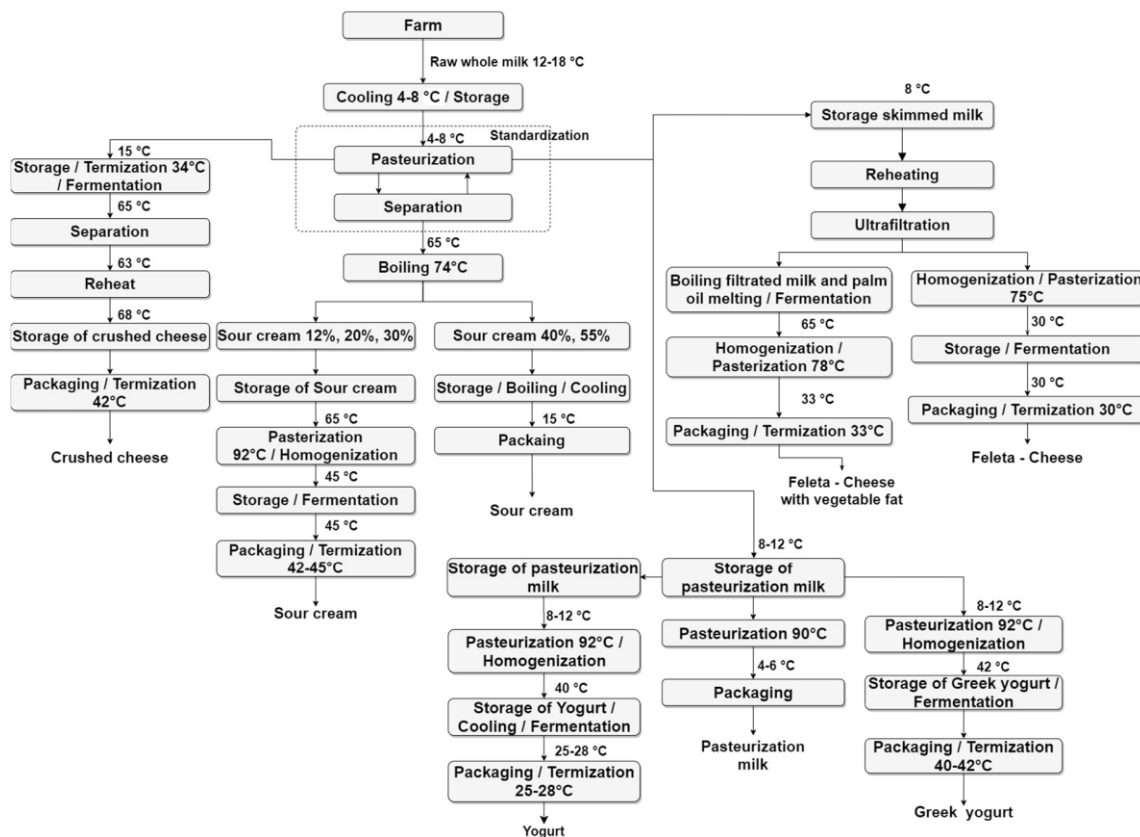 Farm
Raw whole milk 12-18 °C
Cooling 4-8 °C / Storage
Standardization
4-8°C
Pasteurization
Separation
65 °C
Boiling 74°C
15 °C
Storage / Termization 34°C
/ Fermentation
65 °C
Separation
63 °C
Reheat
68 °C
Storage of crushed cheese
Packaging / Termization
42°C
Crushed cheese
Sour cream 12%, 20%, 30%
Storage of Sour cream
65 °C
Pasterization
92°C / Homogenization
45 °C
Storage / Fermentation
45 °C
Packaging / Termization
42-45°C
Sour cream
Sour cream 40%, 55%
Storage / Boiling / Cooling
15 °C
Packaing
Sour cream
8 °C
Storage skimmed milk
Reheating
Ultrafiltration
Boiling filtrated milk and palm
oil melting / Fermentation
65 °C
Homogenization /
Pasterization 78°C
33 °C
Packaging / Termization 33°C
Feleta - Cheese
with vegetable fat
Homogenization / Pasterization
75°C
30 °C
Storage / Fermentation
30 °C
Packaging / Termization 30°C
Feleta - Cheese
8-12 °C
Storage of
pasteurization milk
Storage of pasteurization
milk
8-12 °C
Pasteurization 92°C /
Homogenization
40 °C
Storage of Yogurt /
Cooling / Fermentation
25-28 °C
Packaging / Termization
25-28°C
Yogurt
Pasteurization 90°C
4-6 °C
Packaging
Pasteurization
milk
8-12 °C
Pasteurization 92°C /
Homogenization
42 °C
Storage of Greek yogurt /
Fermentation
Packaging / Termization
40-42°C
Greek yogurt